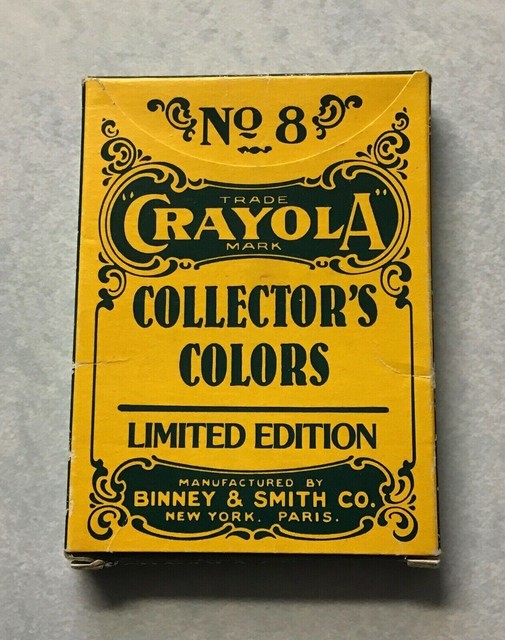 No 8
TRADE
"CRAYOLA"
MARK
COLLECTOR'S
COLORS
LIMITED EDITION
MANUFACTURED BY
BINNEY & SMITH CO.
NEW YORK. PARIS.